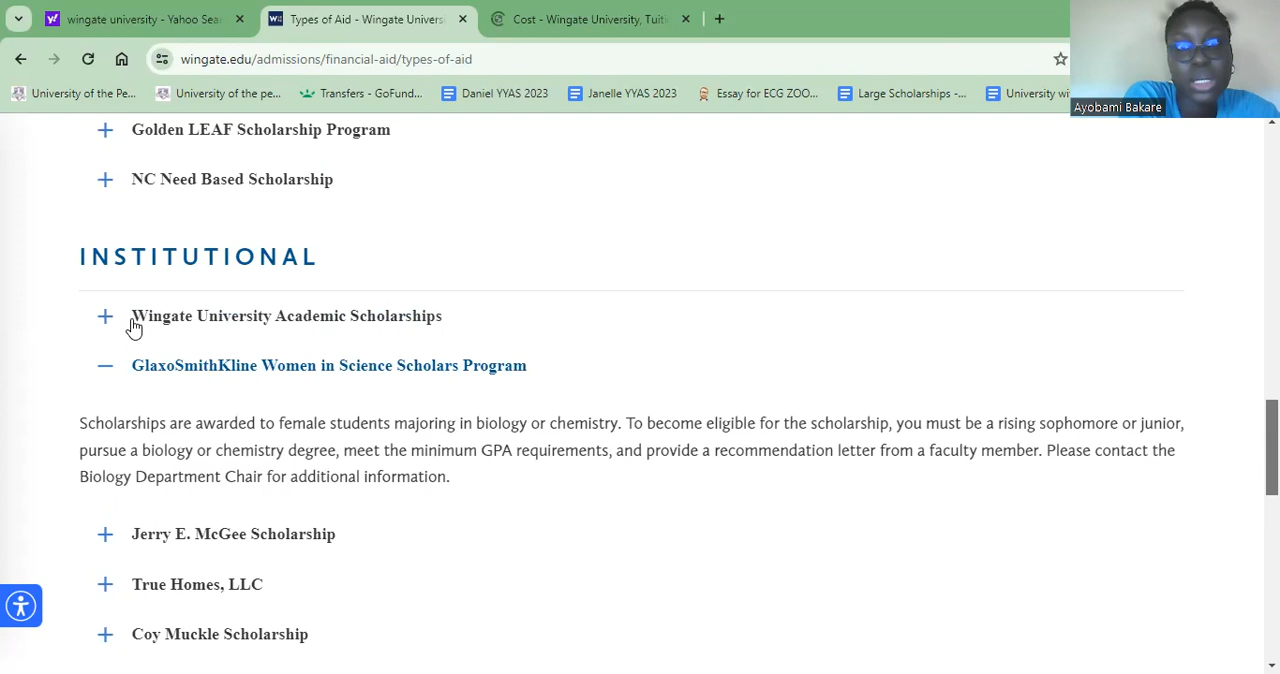 wingate university - Yahoo Sea
Types of Aid - Wingate Univers
Cost - Wingate University, Tuiti
wingate.edu/admissions/financial-aid/types-of-aid
University of the Pe...
University of the pe...
Transfers - GoFund...
Daniel YYAS 2023
Janelle YYAS 2023
Essay for ECG ZOO...
Large Scholarships -...
University wi
Ayobami Bakare
Golden LEAF Scholarship Program
NC Need Based Scholarship
INSTITUTIONAL
Wingate University Academic Scholarships
GlaxoSmithKline Women in Science Scholars Program
Scholarships are awarded to female students majoring in biology or chemistry. To become eligible for the scholarship, you must be a rising sophomore or junior,
pursue a biology or chemistry degree, meet the minimum GPA requirements, and provide a recommendation letter from a faculty member. Please contact the
Biology Department Chair for additional information.
Jerry E. McGee Scholarship
True Homes, LLC
Coy Muckle Scholarship